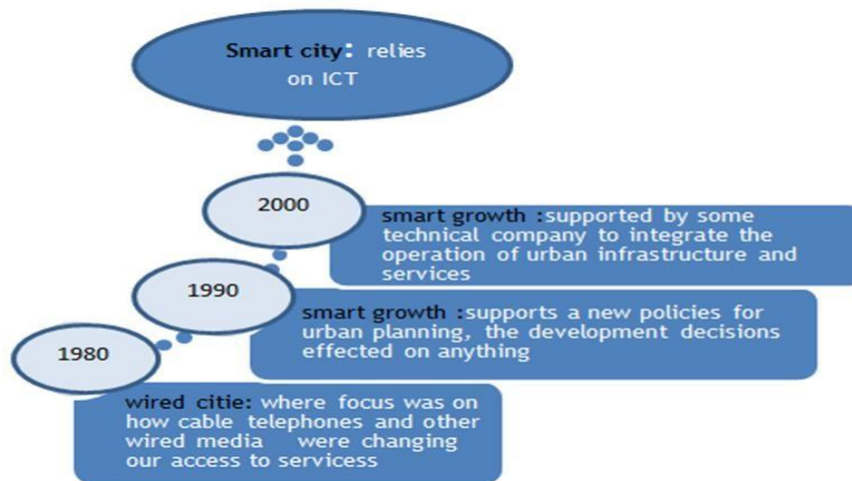 Smart city: relies
on ICT
2000
smart growth :supported by some
technical company to integrate the
operation of urban infrastructure and
services
1990
smart growth :supports a new policies for
urban planning, the development decisions
effected on anything
1980
wired citie: where focus was on
how cable telephones and other
wired media were changing
our access to servicess